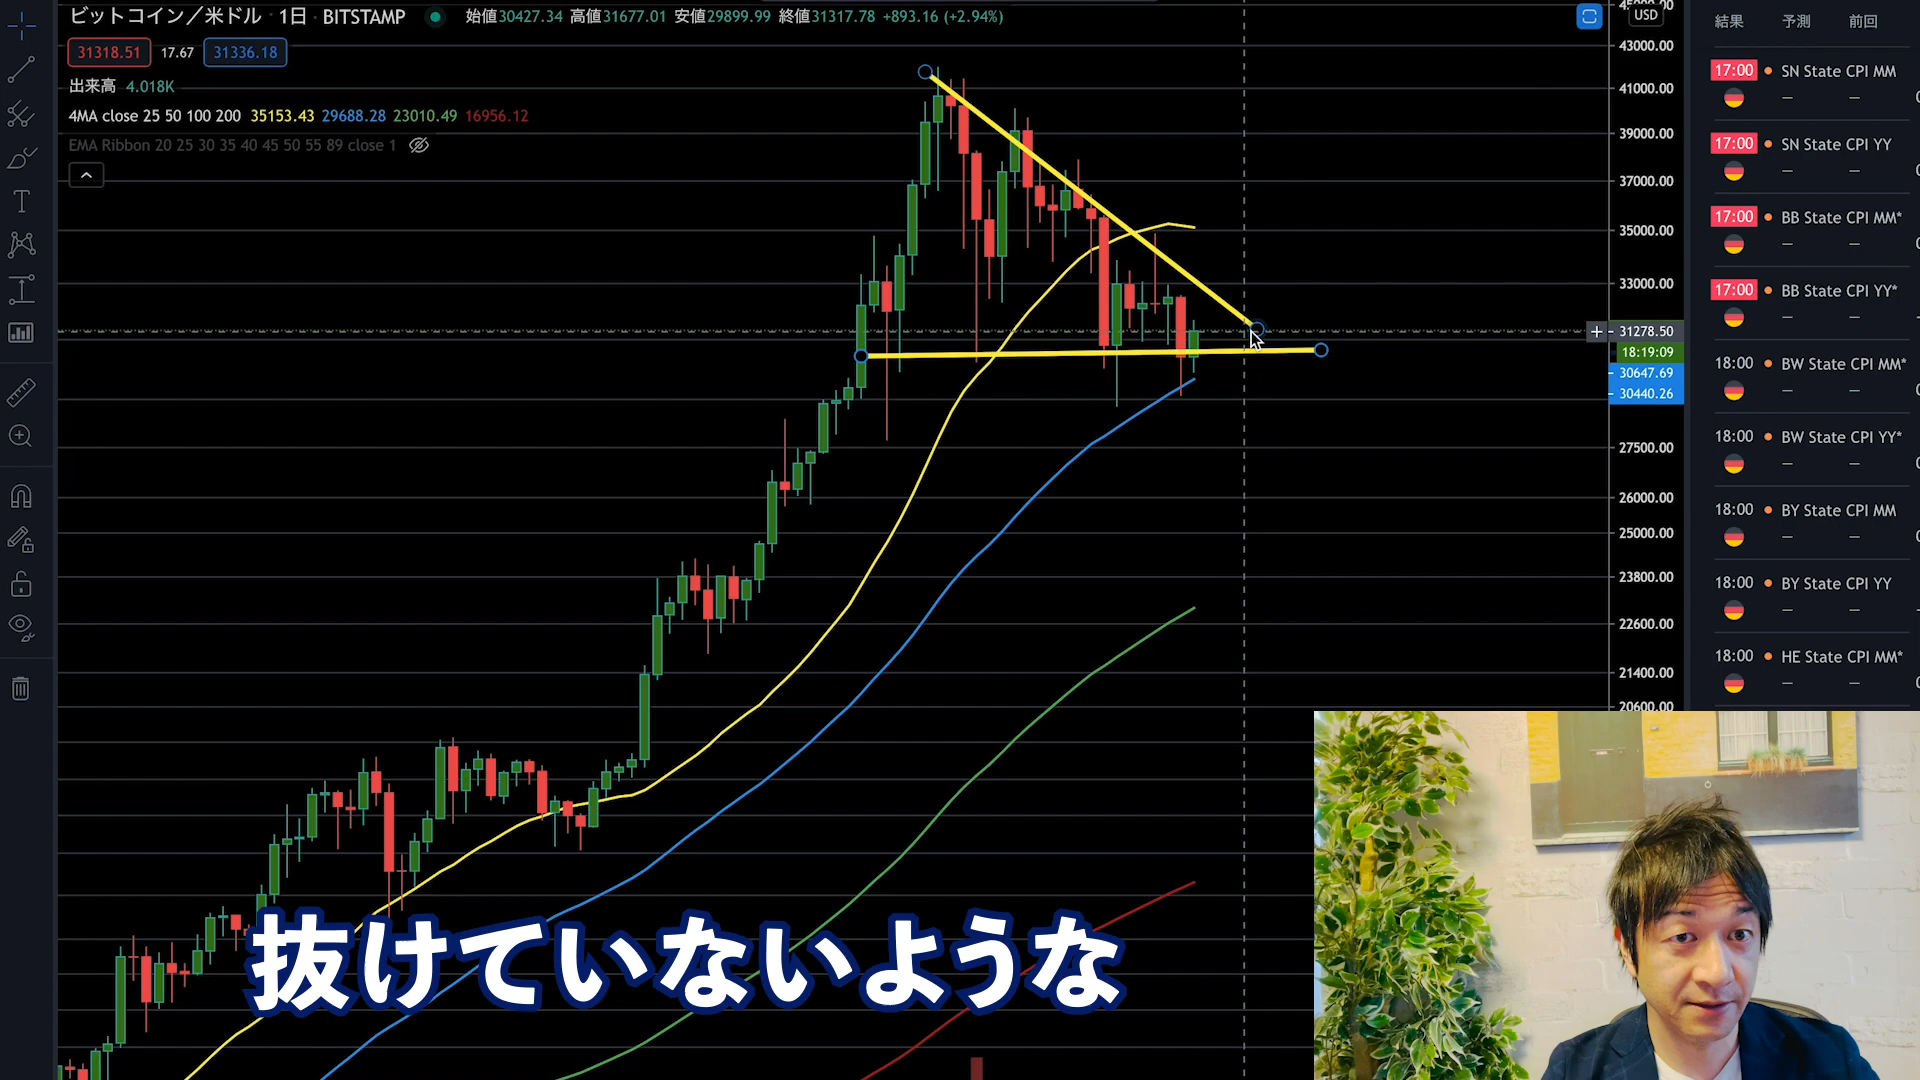 ビットコイン／米ドル · 1日 · BITSTAMP 始値30427.34 高値31677.01 安値29899.99 終値31317.78 +893.16 (+2.94%)
31318.51 17.67 31336.18
出来高 4.018K
4MA close 25 50 100 200 35153.43 29688.28 23010.49 16956.12
EMA Ribbon 20 25 30 35 40 45 50 55 89 close 1
USD
43000.00
41000.00
39000.00
37000.00
35000.00
33000.00
31278.50
18:19:09
30647.69
30440.26
27500.00
26000.00
25000.00
23800.00
22600.00
21400.00
20600.00
結果 予測 前回
17:00 SN State CPI MM
— —
17:00 SN State CPI YY
— —
17:00 BB State CPI MM*
— —
17:00 BB State CPI YY*
— —
18:00 BW State CPI MM*
— —
18:00 BW State CPI YY*
— —
18:00 BY State CPI MM
— —
18:00 BY State CPI YY
— —
18:00 HE State CPI MM*
— —
抜けていないような